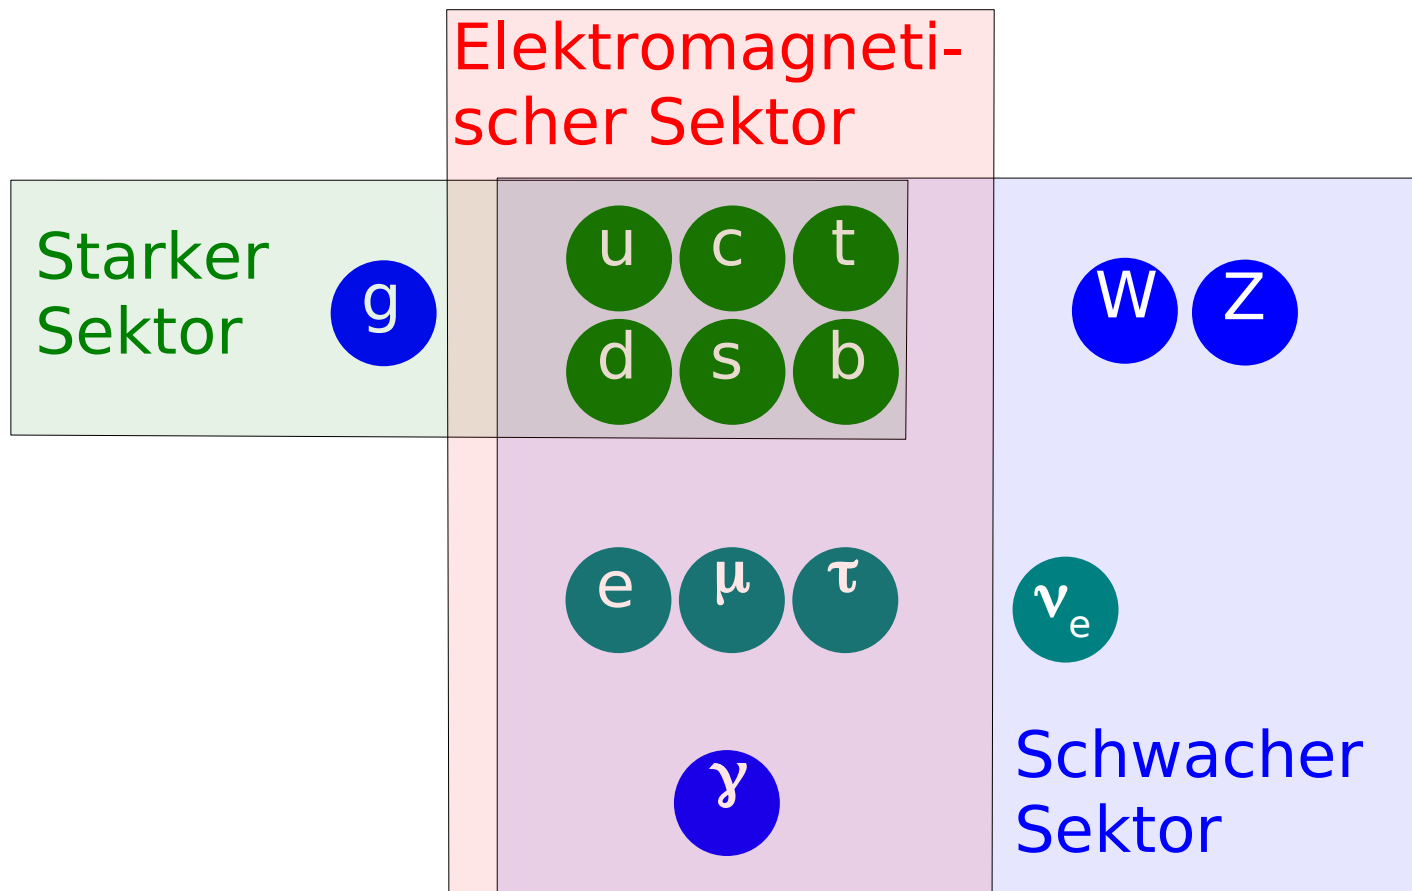 Elektromagneti-
scher Sektor
Starker
Sektor
g
u c t
d s b
W Z
e μ τ
νe
γ
Schwacher
Sektor